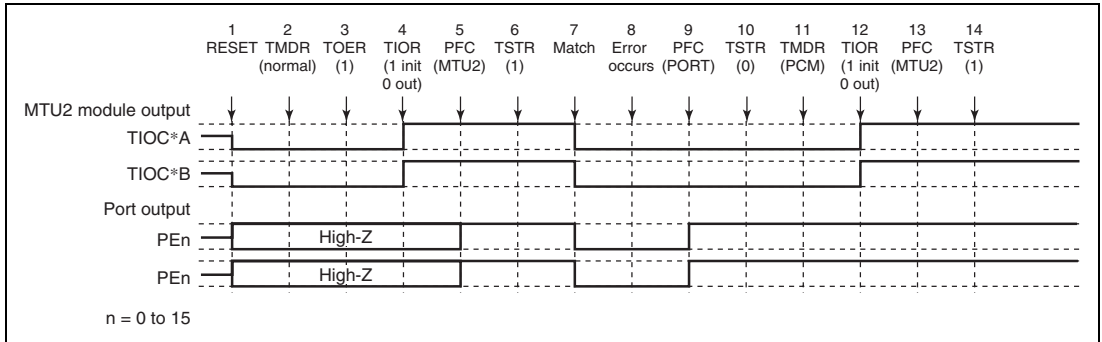 1 2 3 4 5 6 7 8 9 10 11 12 13 14
RESET TMDR TOER TIOR PFC TSTR Match Error PFC TSTR TMDR TIOR PFC TSTR
(normal) (1) (1 init (MTU2) (1) occurs (PORT) (0) (PCM) (1 init (MTU2) (1)
0 out) 0 out)
MTU2 module output
TIOC*A
TIOC*B
Port output
PEn High-Z
PEn High-Z
n = 0 to 15